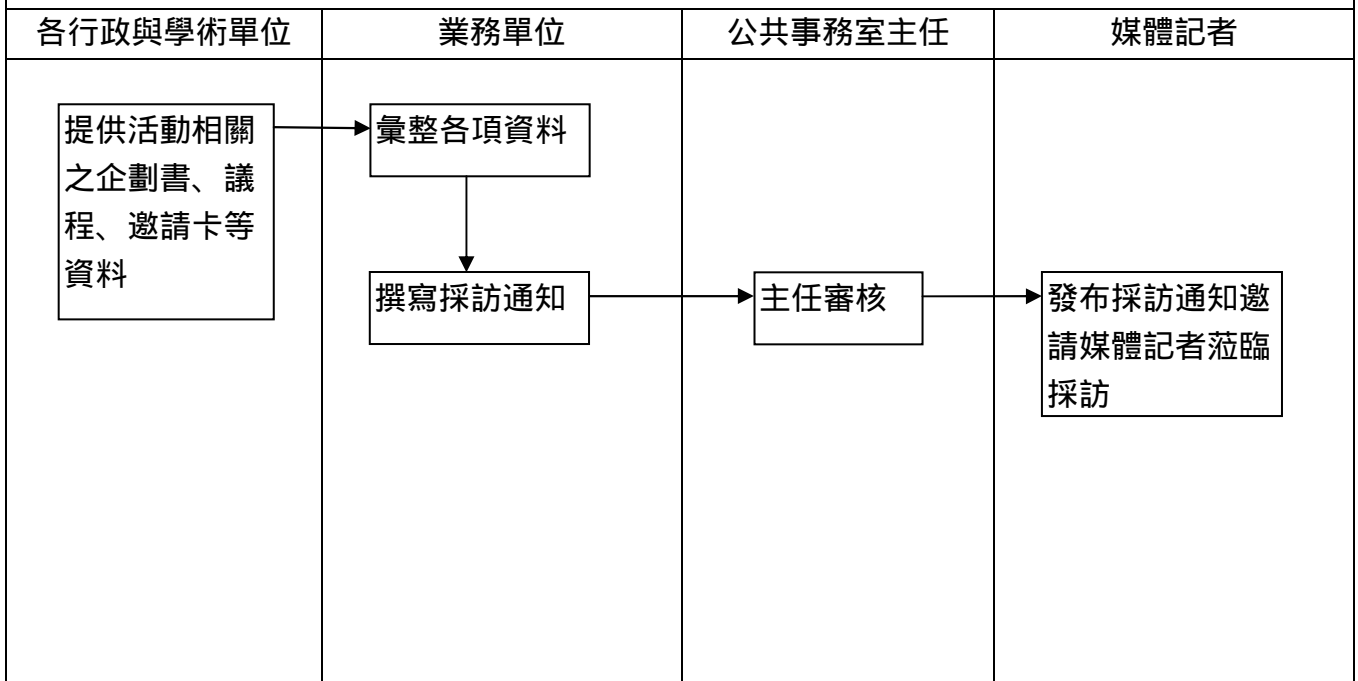 各行政與學術單位
業務單位
公共事務室主任
媒體記者
提供活動相關
之企劃書、議
程、邀請卡等
資料
彙整各項資料
撰寫採訪通知
主任審核
發布採訪通知邀
請媒體記者蒞臨
採訪